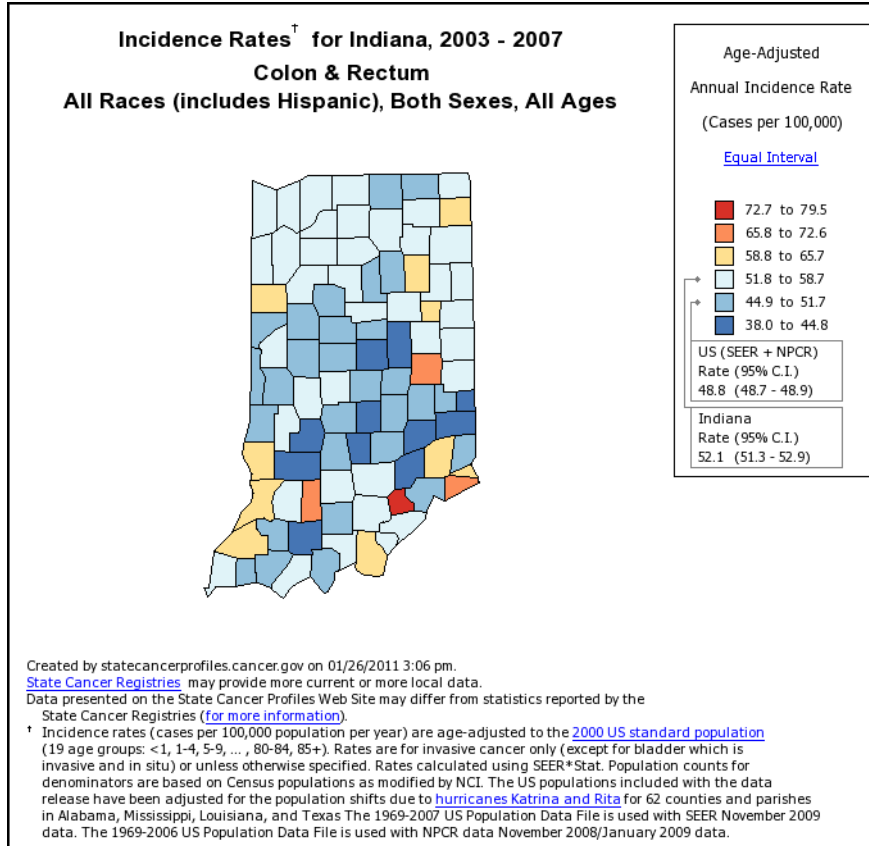 Incidence Rates† for Indiana, 2003 - 2007
Colon & Rectum
All Races (includes Hispanic), Both Sexes, All Ages
Age-Adjusted
Annual Incidence Rate
(Cases per 100,000)
Equal Interval
72.7 to 79.5
65.8 to 72.6
58.8 to 65.7
51.8 to 58.7
44.9 to 51.7
38.0 to 44.8
US (SEER + NPCR)
Rate (95% C.I.)
48.8 (48.7 - 48.9)
Indiana
Rate (95% C.I.)
52.1 (51.3 - 52.9)
Created by statecancerprofiles.cancer.gov on 01/26/2011 3:06 pm.
State Cancer Registries may provide more current or more local data.
Data presented on the State Cancer Profiles Web Site may differ from statistics reported by the
State Cancer Registries (for more information).
† Incidence rates (cases per 100,000 population per year) are age-adjusted to the 2000 US standard population
(19 age groups: <1, 1-4, 5-9, ... , 80-84, 85+). Rates are for invasive cancer only (except for bladder which is
invasive and in situ) or unless otherwise specified. Rates calculated using SEER*Stat. Population counts for
denominators are based on Census populations as modified by NCI. The US populations included with the data
release have been adjusted for the population shifts due to hurricanes Katrina and Rita for 62 counties and parishes
in Alabama, Mississippi, Louisiana, and Texas The 1969-2007 US Population Data File is used with SEER November 2009
data. The 1969-2006 US Population Data File is used with NPCR data November 2008/January 2009 data.